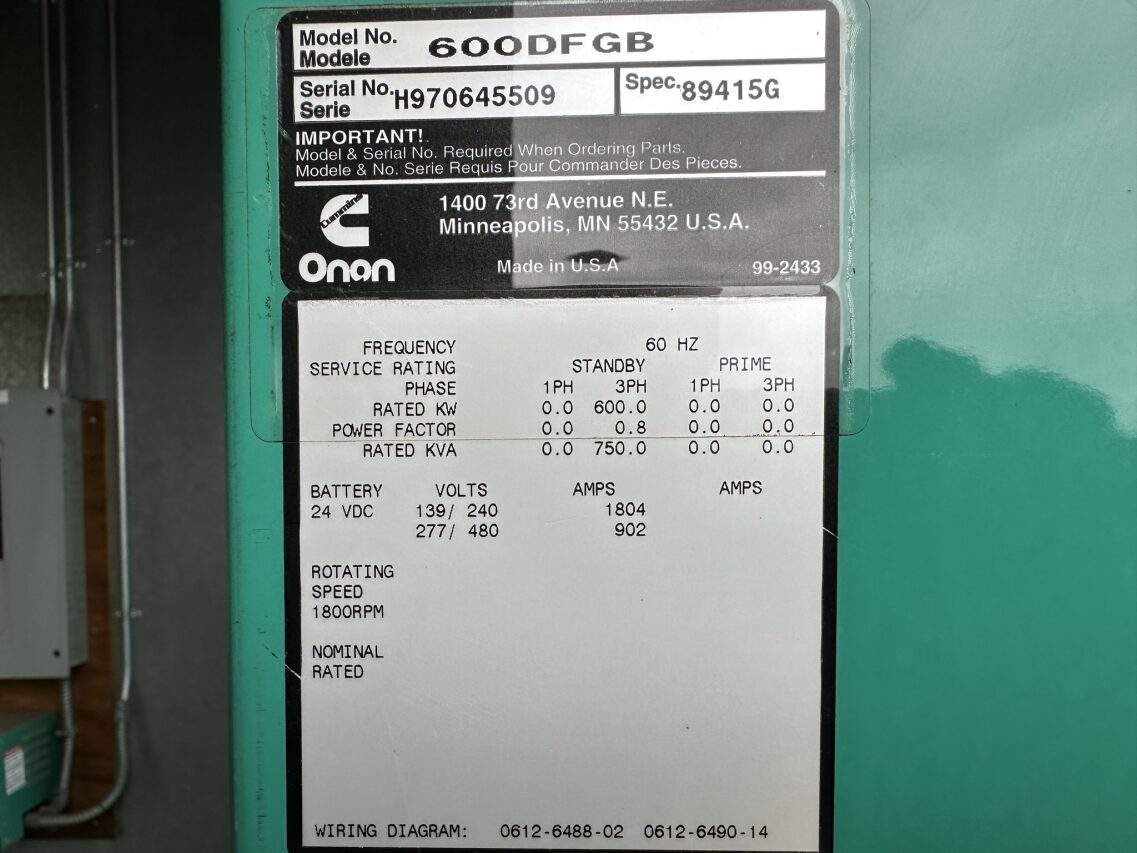 Model No. 600DFGB
Modele
Serial No. H970645509 Spec. 89415G
Serie
IMPORTANT!
Model & Serial No. Required When Ordering Parts.
Modele & No. Serie Requis Pour Commander Des Pieces.
Cummins
1400 73rd Avenue N.E.
Minneapolis, MN 55432 U.S.A.
Onan Made in U.S.A 99-2433
FREQUENCY 60 HZ
SERVICE RATING STANDBY PRIME
PHASE 1PH 3PH 1PH 3PH
RATED KW 0.0 600.0 0.0 0.0
POWER FACTOR 0.0 0.8 0.0 0.0
RATED KVA 0.0 750.0 0.0 0.0
BATTERY VOLTS AMPS AMPS
24 VDC 139/ 240 1804
277/ 480 902
ROTATING
SPEED
1800RPM
NOMINAL
RATED
WIRING DIAGRAM: 0612-6488-02 0612-6490-14